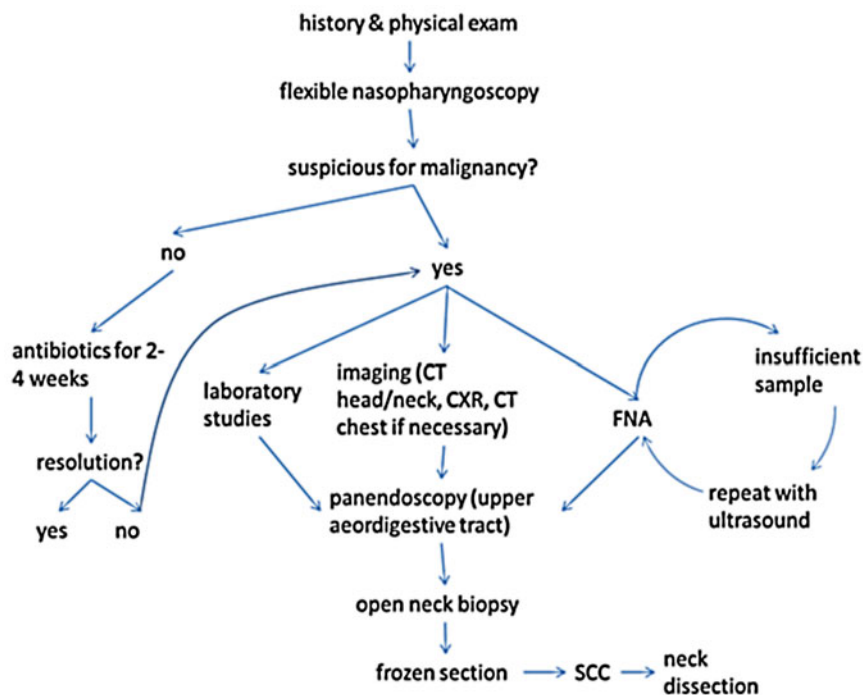 history & physical exam
flexible nasopharyngoscopy
suspicious for malignancy?
no
yes
antibiotics for 2-
4 weeks
resolution?
yes
no
laboratory
studies
imaging (CT
head/neck, CXR, CT
chest if necessary)
FNA
insufficient
sample
repeat with
ultrasound
panendoscopy (upper
aeordigestive tract)
open neck biopsy
frozen section
SCC
neck
dissection